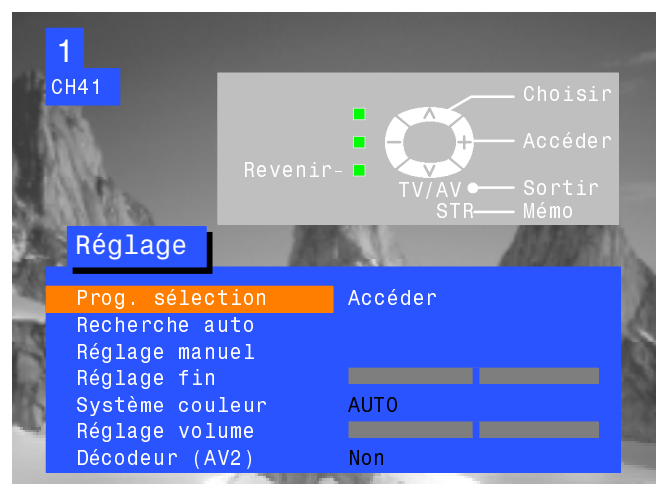 1
CH41
Choisir
Accéder
Revenir-
TV/AV Sortir
STR Mémo
Réglage
Prog. sélection Accéder
Recherche auto
Réglage manuel
Réglage fin
Système couleur AUTO
Réglage volume
Décodeur (AV2) Non